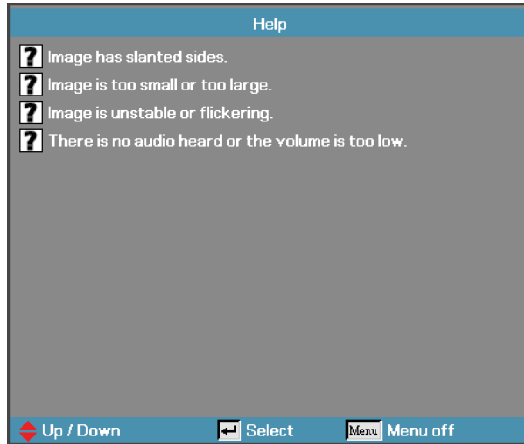 Help
? Image has slanted sides.
? Image is too small or too large.
? Image is unstable or flickering.
? There is no audio heard or the volume is too low.
Up / Down Select Menu Menu off